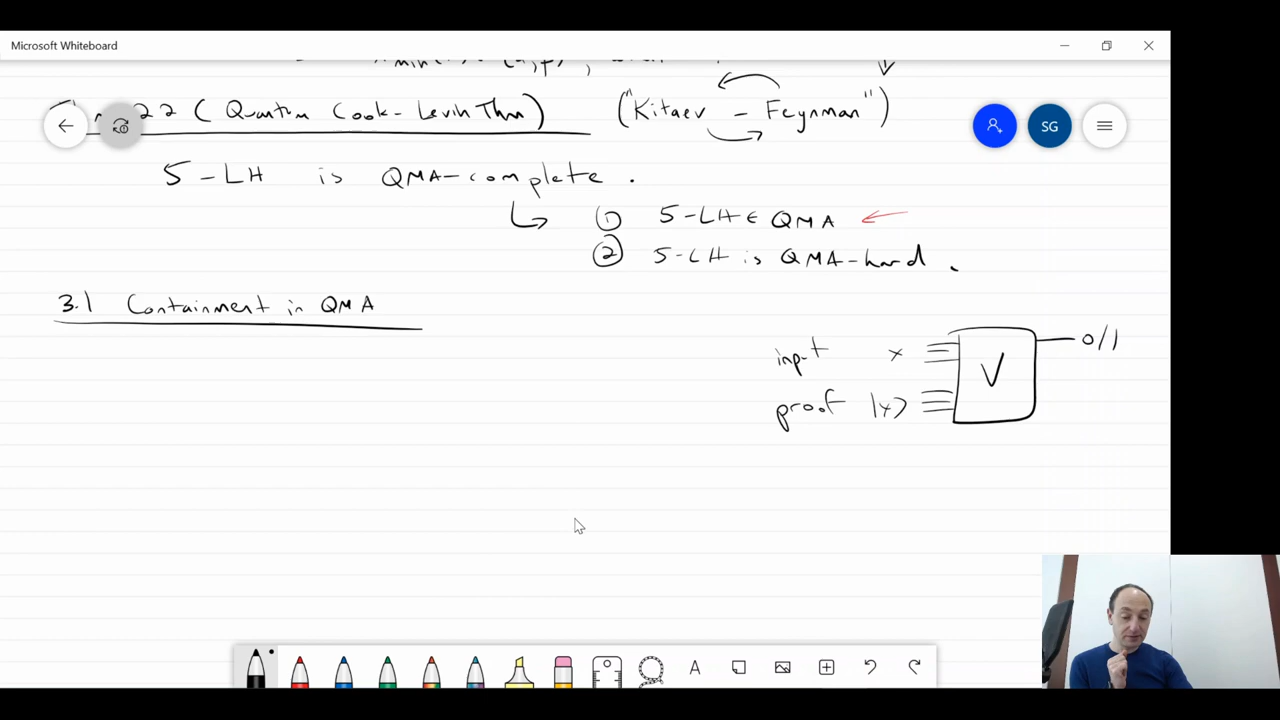 Microsoft Whiteboard
22 (Quantum Cook-Levin Thm) ("Kitaev - Feynman")
SG
5-LH is QMA-complete.
① 5-LH ∈ QMA
② 5-LH is QMA-hard.
3.1 Containment in QMA
input x V 0/1
proof |ψ⟩
A